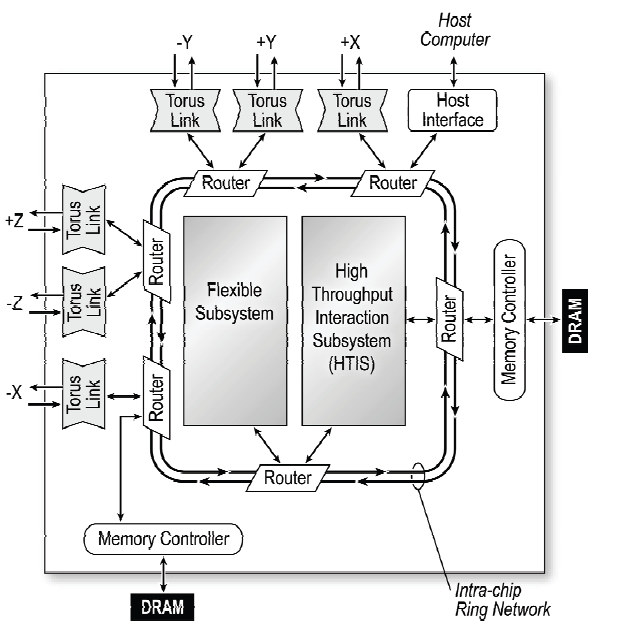 Host
Computer
-Y
+Y
+X
Torus
Link
Torus
Link
Torus
Link
Host
Interface
Router
Router
+Z
Torus
Link
Router
-Z
Torus
Link
Flexible
Subsystem
High
Throughput
Interaction
Subsystem
(HTIS)
Router
Memory Controller
DRAM
-X
Torus
Link
Router
Router
Memory Controller
DRAM
Intra-chip
Ring Network